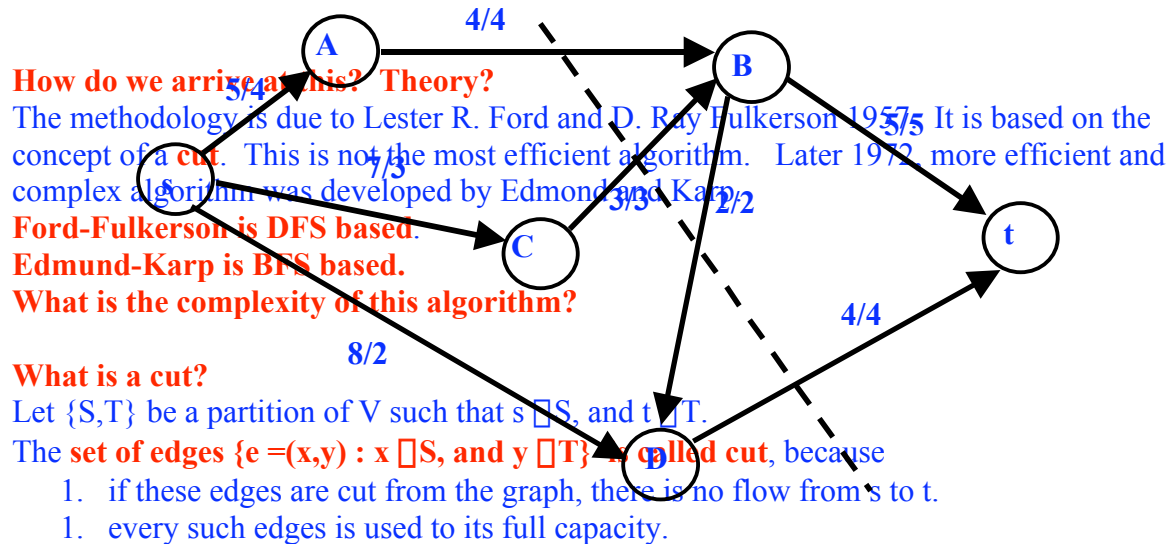 4/4
A
B
How do we arrive at this?  Theory?
5/4
The methodology is due to Lester R. Ford and D. Ray Fulkerson 1957.  It is based on the
5/5
concept of a cut.  This is not the most efficient algorithm.   Later 1972, more efficient and
7/3
s
complex algorithm was developed by Edmond and Karp.
3/3
2/2
Ford-Fulkerson is DFS based.
C
t
Edmund-Karp is BFS based.
What is the complexity of this algorithm?
4/4
8/2
What is a cut?
Let {S,T} be a partition of V such that s □S, and t □T.
The set of edges {e =(x,y) : x □S, and y □T}  is called cut, because
D
1.  if these edges are cut from the graph, there is no flow from s to t.
1.  every such edges is used to its full capacity.